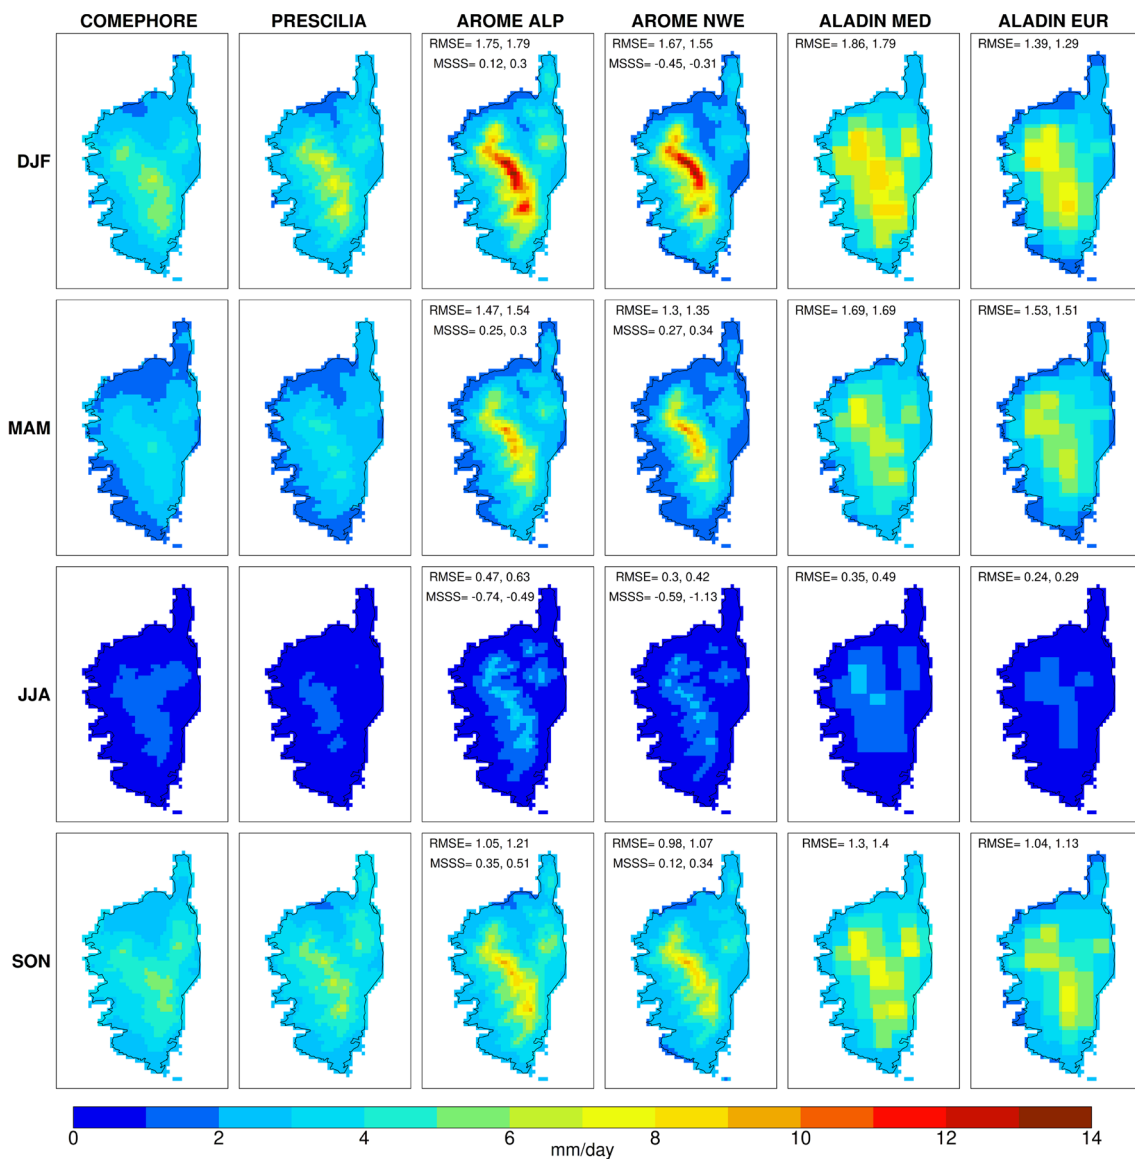 COMEPHORE PRESCILIA AROME ALP AROME NWE ALADIN MED ALADIN EUR
DJF
RMSE= 1.75, 1.79
MSSS= 0.12, 0.3
RMSE= 1.67, 1.55
MSSS= -0.45, -0.31
RMSE= 1.86, 1.79
RMSE= 1.39, 1.29
MAM
RMSE= 1.47, 1.54
MSSS= 0.25, 0.3
RMSE= 1.3, 1.35
MSSS= 0.27, 0.34
RMSE= 1.69, 1.69
RMSE= 1.53, 1.51
JJA
RMSE= 0.47, 0.63
MSSS= -0.74, -0.49
RMSE= 0.3, 0.42
MSSS= -0.59, -1.13
RMSE= 0.35, 0.49
RMSE= 0.24, 0.29
SON
RMSE= 1.05, 1.21
MSSS= 0.35, 0.51
RMSE= 0.98, 1.07
MSSS= 0.12, 0.34
RMSE= 1.3, 1.4
RMSE= 1.04, 1.13
0 2 4 6 8 10 12 14
mm/day